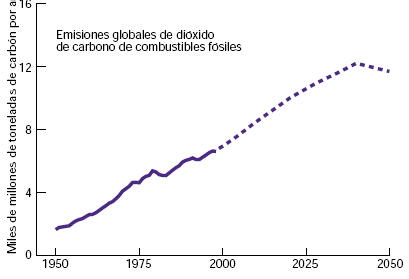 16
Emisiones globales de dióxido
de carbono de combustibles fósiles
12
8
4
0
Miles de millones de toneladas de carbón por
1950 1975 2000 2025 2050